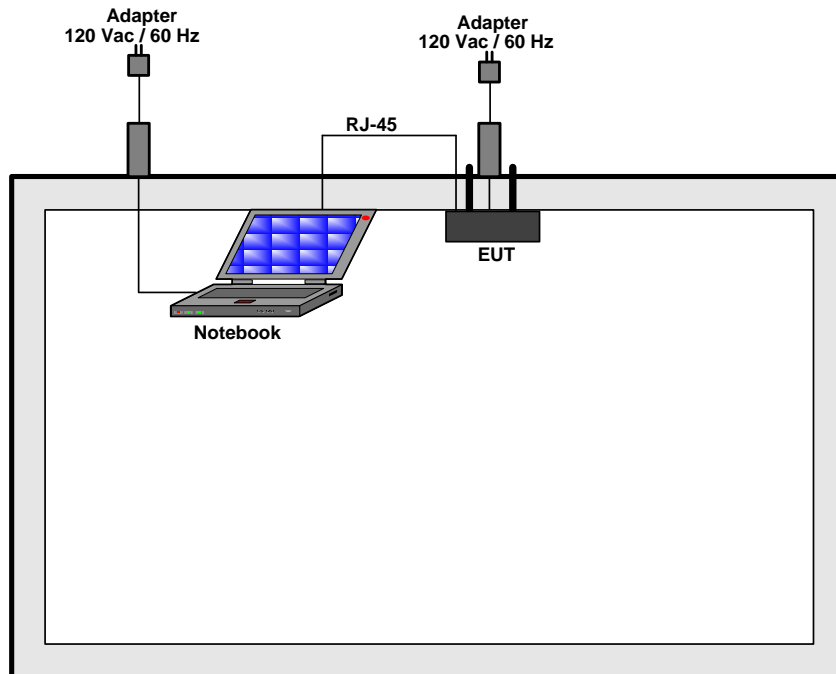 Adapter
120 Vac / 60 Hz
Adapter
120 Vac / 60 Hz
RJ-45
EUT
Notebook